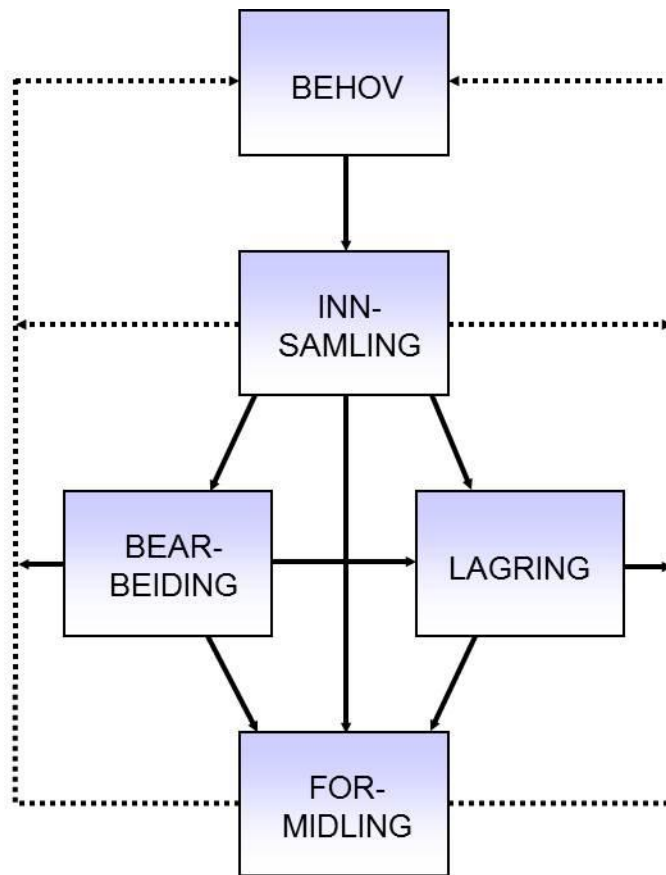 BEHOV
INN-
SAMLING
BEAR-
BEIDING
LAGRING
FOR-
MIDLING